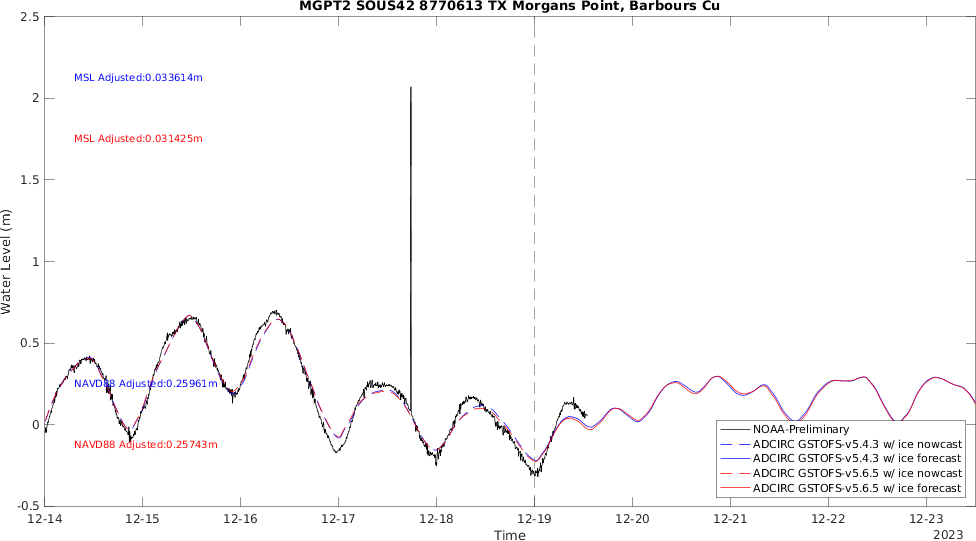 MGPT2 SOUS42 8770613 TX Morgans Point, Barbours Cu
2.5
2
1.5
1
0.5
0
-0.5
Water Level (m)
MSL Adjusted:0.033614m
MSL Adjusted:0.031425m
NAVD88 Adjusted:0.25961m
NAVD88 Adjusted:0.25743m
NOAA-Preliminary
ADCIRC GSTOFS-v5.4.3 w/ ice nowcast
ADCIRC GSTOFS-v5.4.3 w/ ice forecast
ADCIRC GSTOFS-v5.6.5 w/ ice nowcast
ADCIRC GSTOFS-v5.6.5 w/ ice forecast
12-14 12-15 12-16 12-17 12-18 12-19 12-20 12-21 12-22 12-23
Time
2023